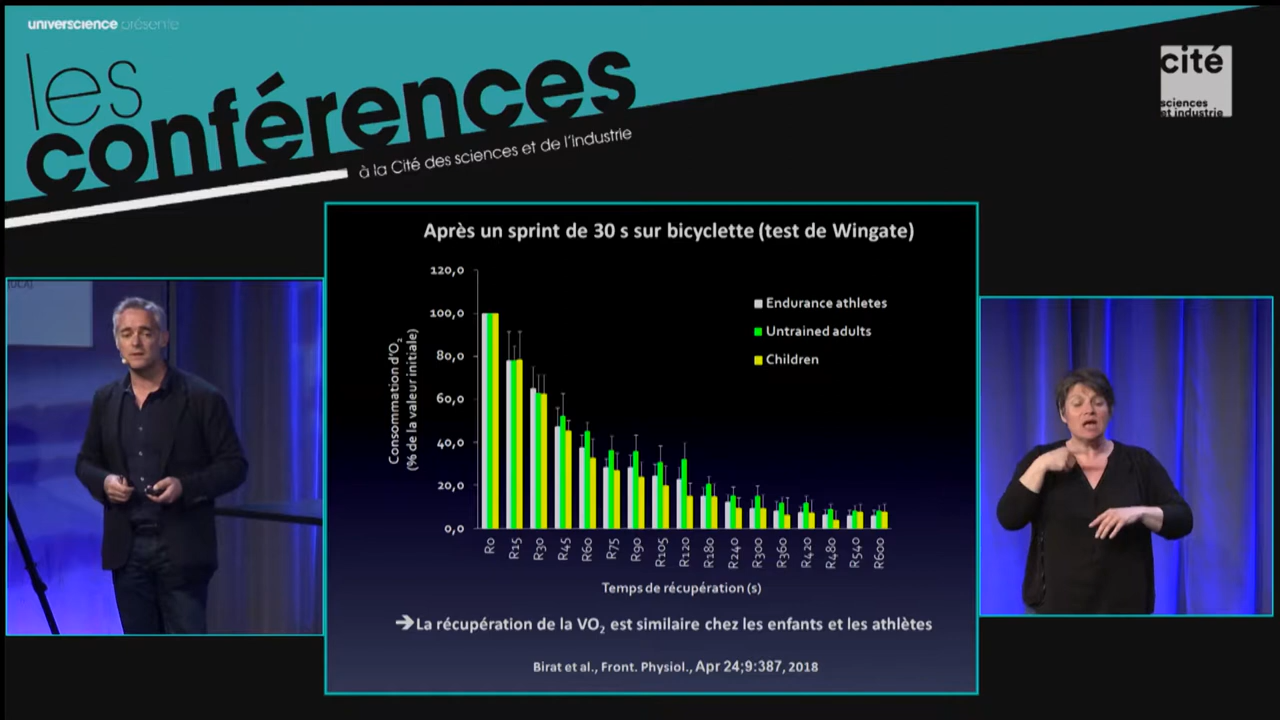 universcience présente
les
conférences
à la Cité des sciences et de l'industrie
cité
sciences
et industrie
Après un sprint de 30 s sur bicyclette (test de Wingate)
120,0
100,0
80,0
60,0
40,0
20,0
0,0
Consommation d'O₂
(% de la valeur initiale)
Endurance athletes
Untrained adults
Children
R0 R15 R30 R45 R60 R75 R90 R105 R120 R180 R240 R300 R360 R420 R480 R540 R600
Temps de récupération (s)
➔La récupération de la VO₂ est similaire chez les enfants et les athlètes
Birat et al., Front. Physiol., Apr 24;9:387, 2018